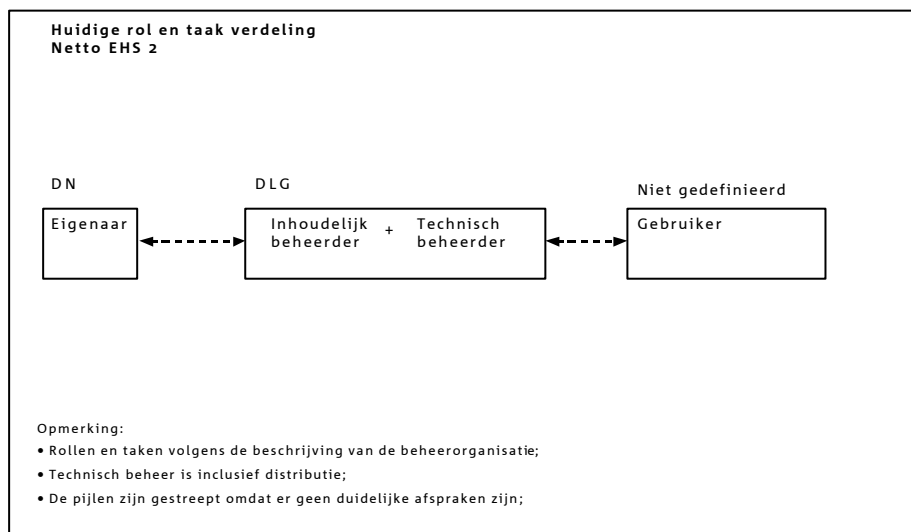 Huidige rol en taak verdeling
Netto EHS 2
DN
DLG
Niet gedefinieerd
Eigenaar
Inhoudelijk
beheerder
+
Technisch
beheerder
Gebruiker
Opmerking:
• Rollen en taken volgens de beschrijving van de beheerorganisatie;
• Technisch beheer is inclusief distributie;
• De pijlen zijn gestreept omdat er geen duidelijke afspraken zijn;